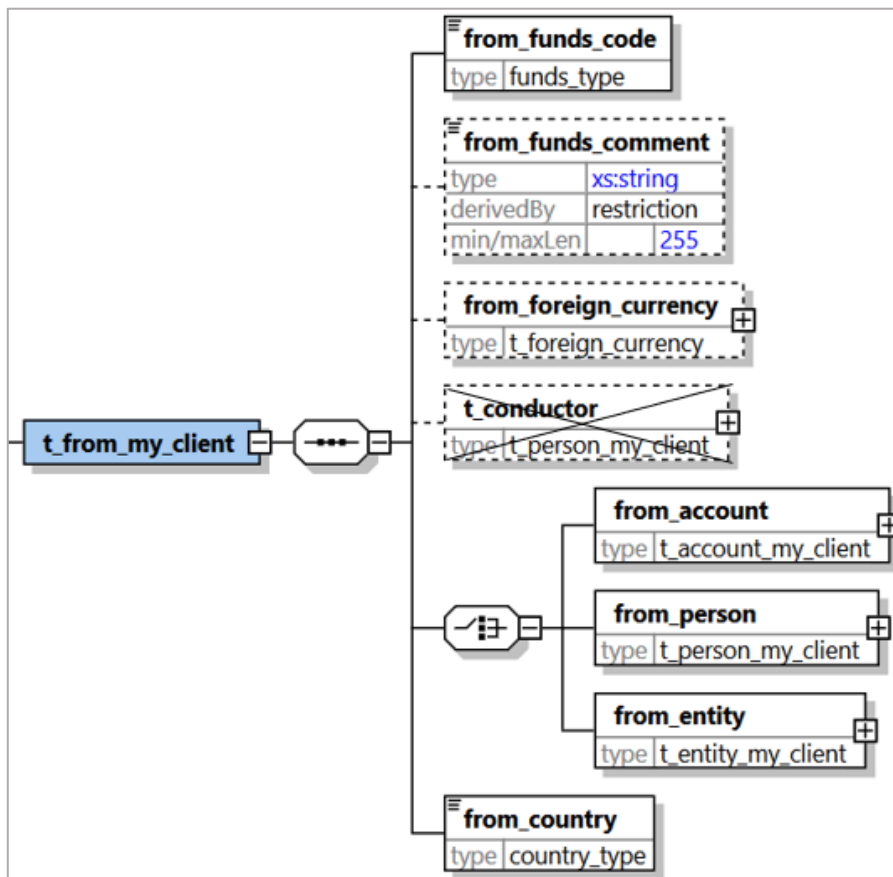 from_funds_code
type funds_type
from_funds_comment
type xs:string
derivedBy restriction
min/maxLen 255
from_foreign_currency
type t_foreign_currency
t_conductor
type t_person_my_client
t_from_my_client
from_account
type t_account_my_client
from_person
type t_person_my_client
from_entity
type t_entity_my_client
from_country
type country_type